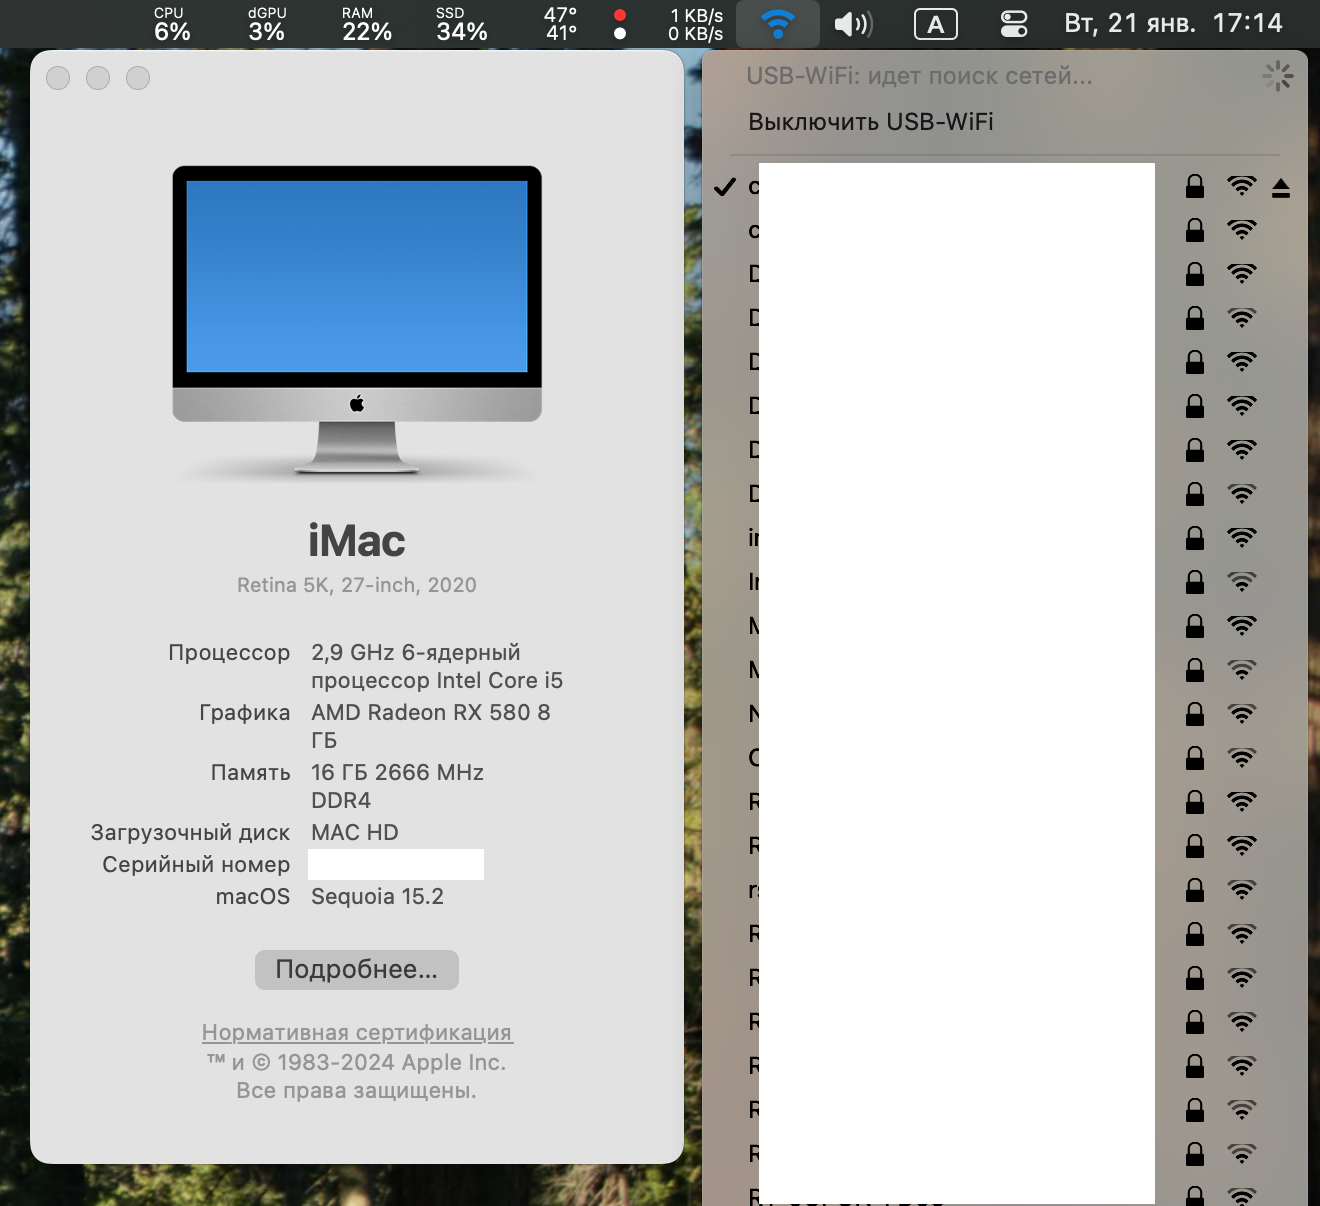 CPU dGPU RAM SSD 47° 1 KB/s
6% 3% 22% 34% 41° 0 KB/s
A Вт, 21 янв. 17:14
USB-WiFi: идет поиск сетей...
Выключить USB-WiFi
iMac
Retina 5K, 27-inch, 2020
Процессор 2,9 GHz 6-ядерный
процессор Intel Core i5
Графика AMD Radeon RX 580 8
ГБ
Память 16 ГБ 2666 MHz
DDR4
Загрузочный диск MAC HD
Серийный номер
macOS Sequoia 15.2
Подробнее...
Нормативная сертификация
™ и © 1983-2024 Apple Inc.
Все права защищены.